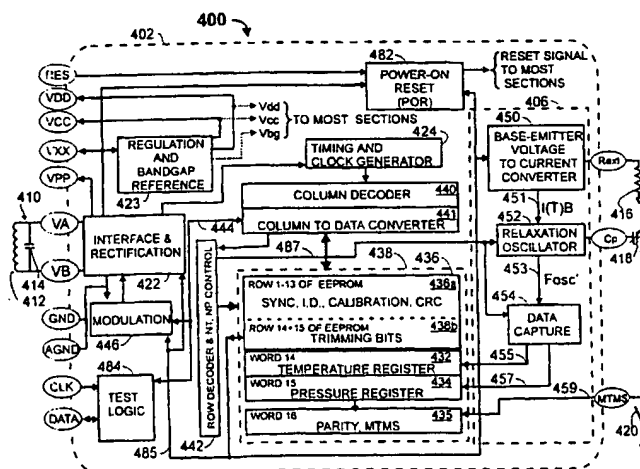 400
402
482
RES
POWER-ON
RESET
(POR)
RESET SIGNAL
TO MOST
SECTIONS
406
VDD
VCC
VXX
VPP
Vdd
Vcc
Vbg
TO MOST SECTIONS
REGULATION
AND
BANDGAP
REFERENCE
423
424
TIMING AND
CLOCK GENERATOR
450
BASE-EMITTER
VOLTAGE
TO CURRENT
CONVERTER
Rext
416
410
VA
VB
414
412
INTERFACE &
RECTIFICATION
422
444
COLUMN DECODER
440
COLUMN TO DATA
CONVERTER
441
451
I(T)B
452
RELAXATION
OSCILLATOR
Cp
418
487
438
436
453
Fosc'
454
DATA
CAPTURE
GND
AGND
MODULATION
446
484
CLK
DATA
TEST
LOGIC
485
442
ROW DECODER & NT, NP CONTROL
ROW 1-13 OF EEPROM
436a
SYNC, I.D., CALIBRATION, CRC
ROW 14+15 OF EEPROM
438b
TRIMMING BITS
WORD 14
432
TEMPERATURE REGISTER
WORD 15
434
PRESSURE REGISTER
WORD 16
435
PARITY, MTMS
455
457
459
MTMS
420